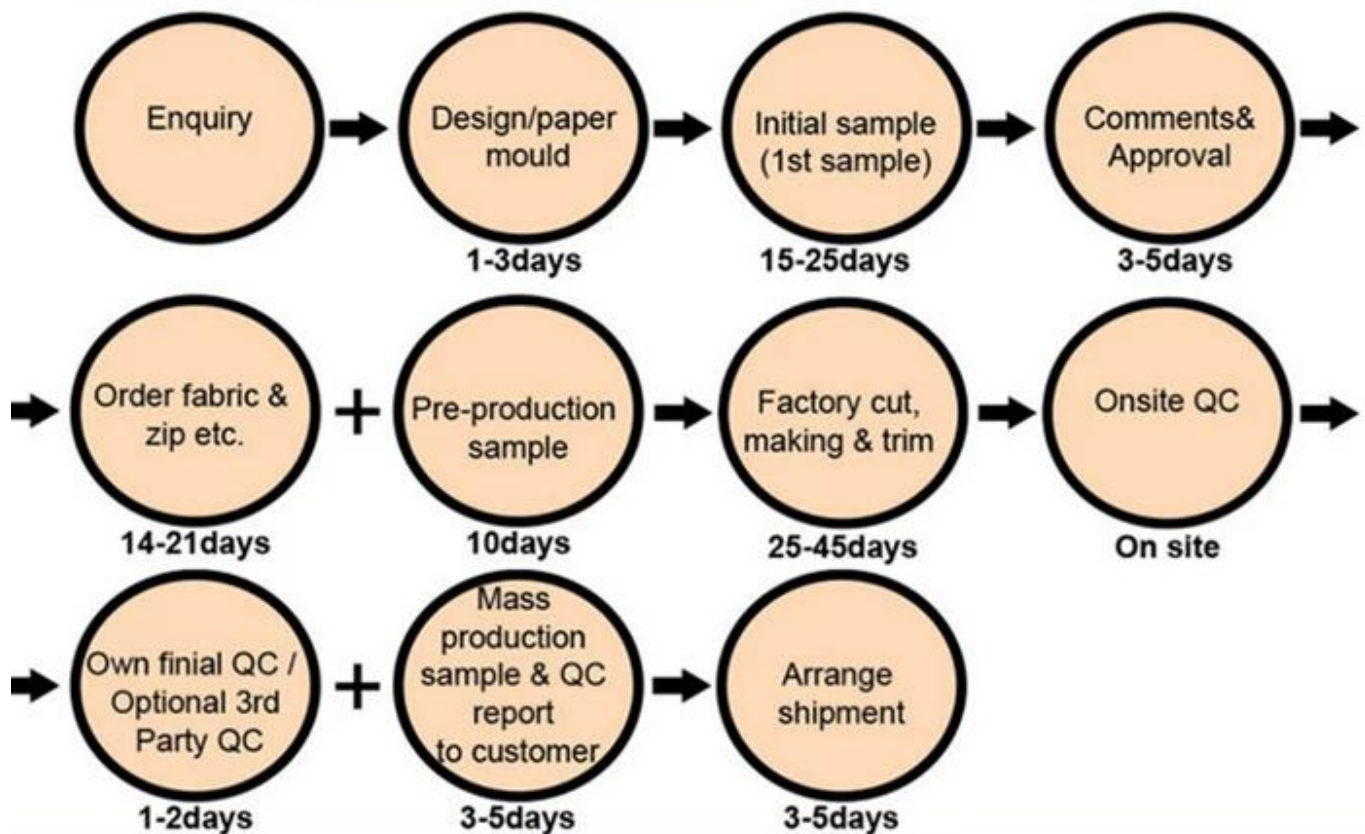 Enquiry
Design/paper
mould
1-3days
Initial sample
(1st sample)
15-25days
Comments&
Approval
3-5days
Order fabric &
zip etc.
14-21days
+
Pre-production
sample
10days
Factory cut,
making & trim
25-45days
Onsite QC
On site
Own finial QC /
Optional 3rd
Party QC
1-2days
+
Mass
production
sample & QC
report
to customer
3-5days
Arrange
shipment
3-5days